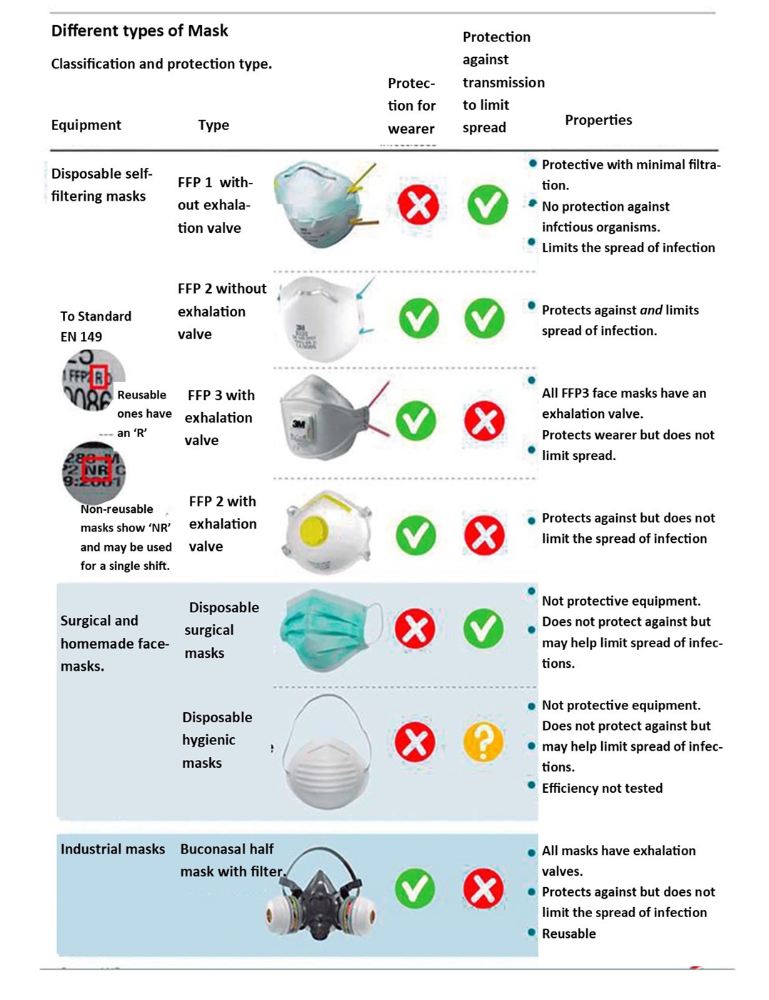 Different types of Mask
Classification and protection type.
Equipment
Type
Protec-
tion for
wearer
Protection
against
transmission
to limit
spread
Properties
Disposable self-
filtering masks
FFP 1 with-
out exhala-
tion valve
Protective with minimal filtra-
tion.
No protection against
infctious organisms.
Limits the spread of infection
FFP 2 without
exhalation
valve
3M
Protects against and limits
spread of infection.
To Standard
EN 149
1 FFP2 R
0086
Reusable
ones have
an ‘R’
NR
9:2001
Non-reusable
masks show ‘NR’
and may be used
for a single shift.
FFP 3 with
exhalation
valve
3M
All FFP3 face masks have an
exhalation valve.
Protects wearer but does not
limit spread.
FFP 2 with
exhalation
valve
Protects against but does not
limit the spread of infection
Surgical and
homemade face-
masks.
Disposable
surgical
masks
Not protective equipment.
Does not protect against but
may help limit spread of infec-
tions.
Disposable
hygienic
masks
?
Not protective equipment.
Does not protect against but
may help limit spread of infec-
tions.
Efficiency not tested
Industrial masks
Buconasal half
mask with filter.
All masks have exhalation
valves.
Protects against but does not
limit the spread of infection
Reusable